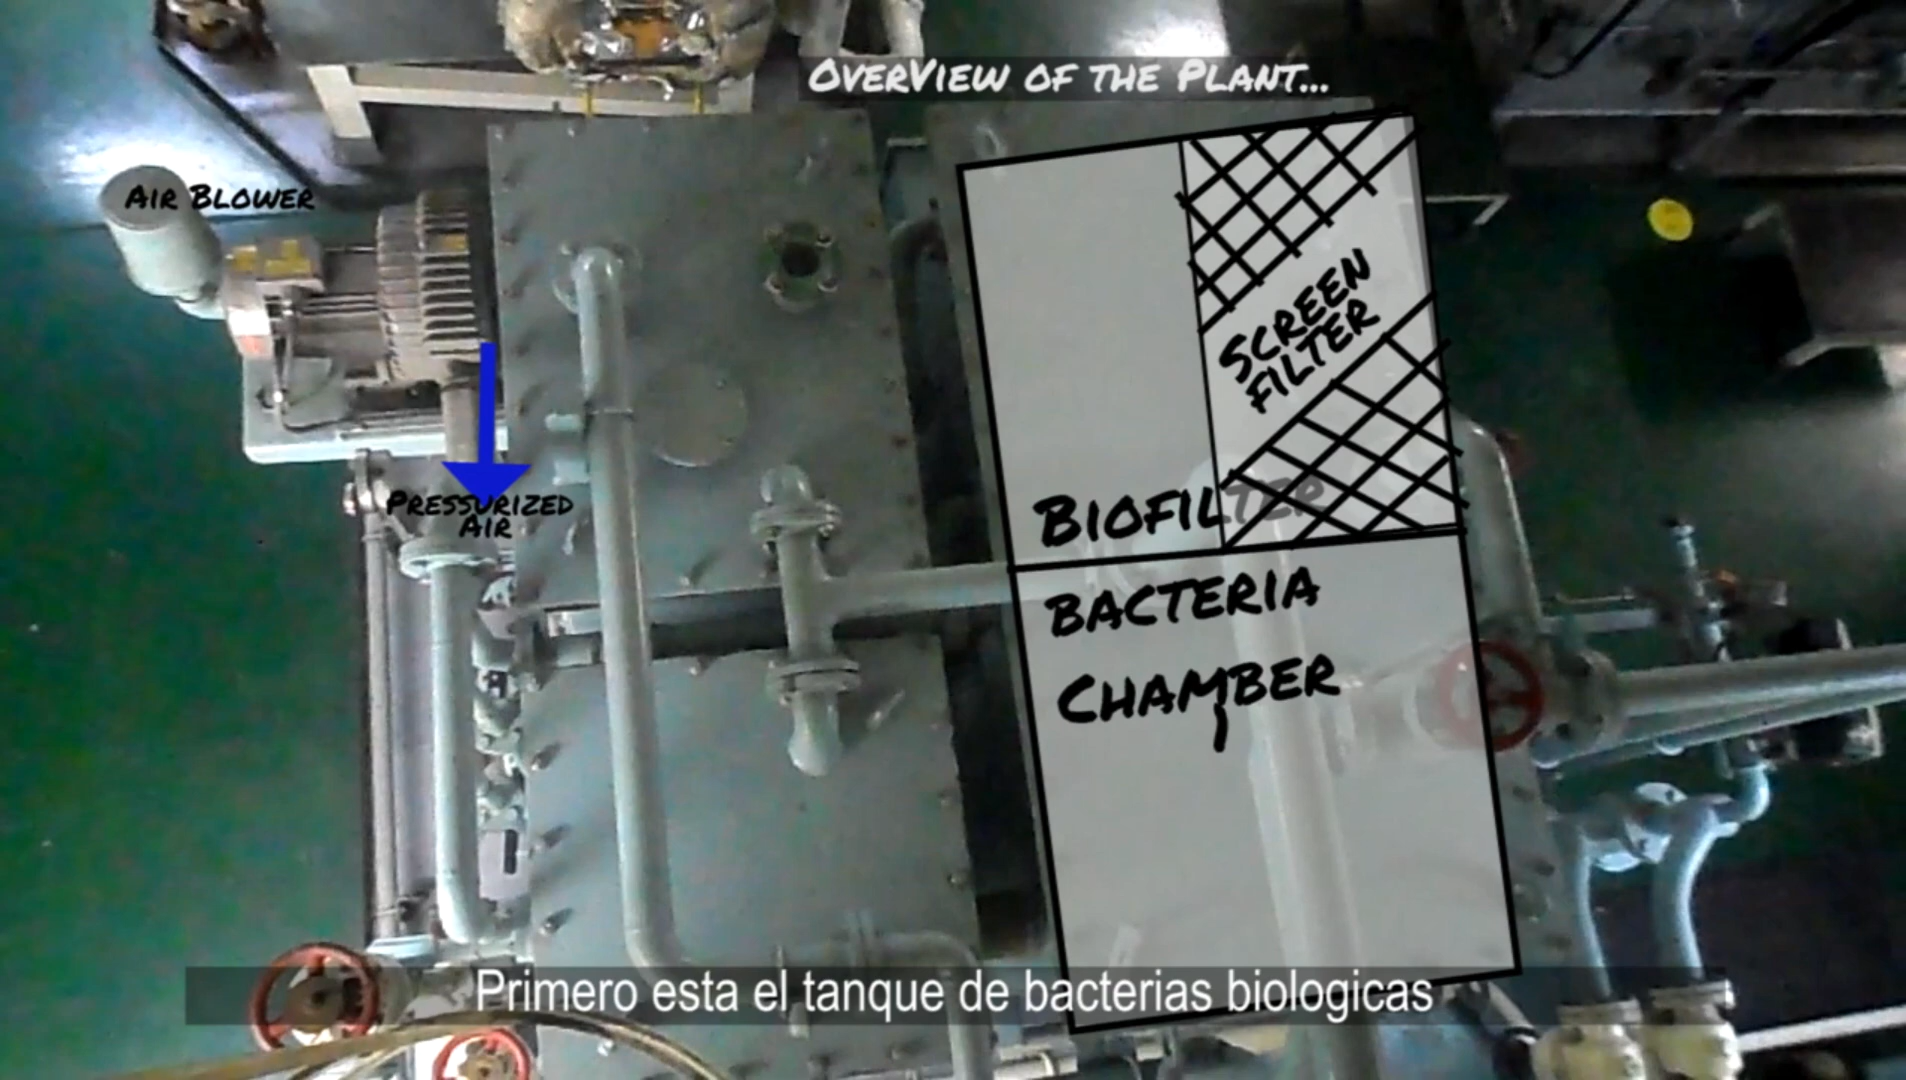 OverView of the Plant...
Air Blower
Screen
Filter
Pressurized
Air
Biofilter
Bacteria
Chamber
1
Primero esta el tanque de bacterias biologicas